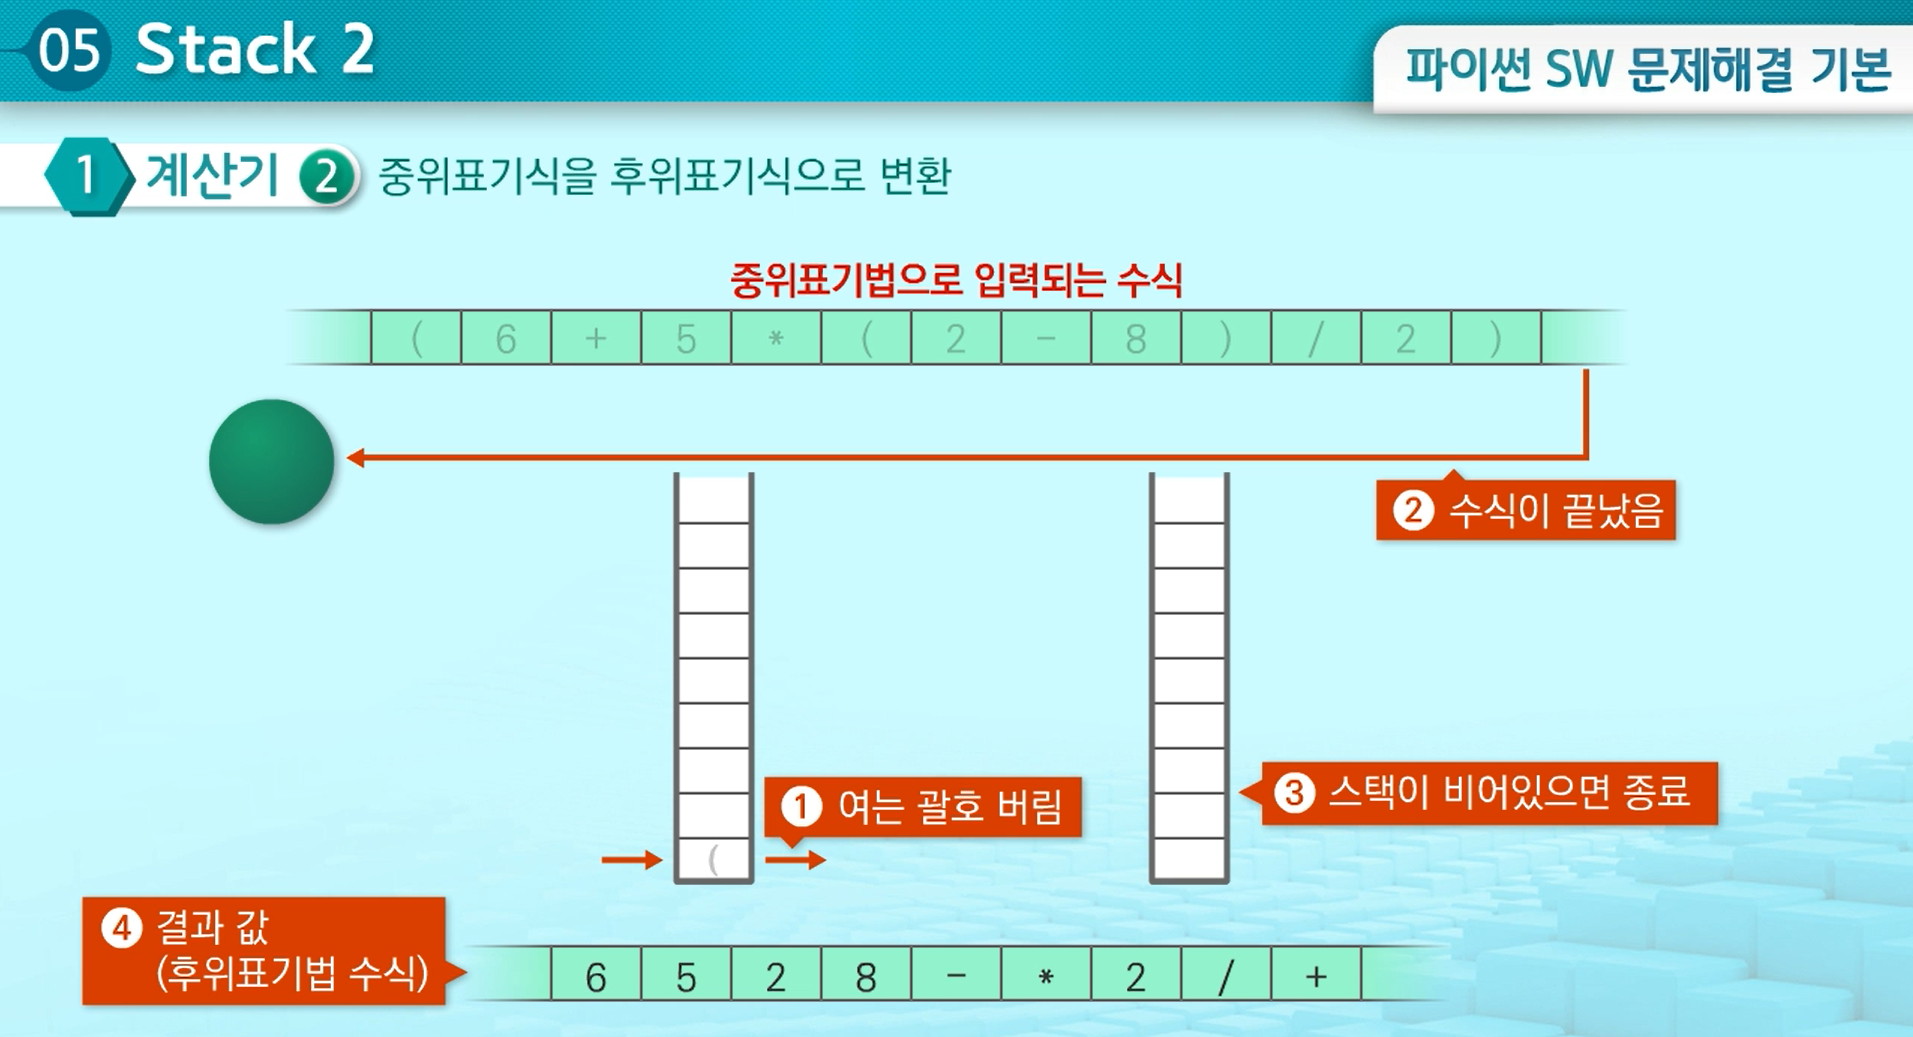 05 Stack 2
파이썬 SW 문제해결 기본
1 계산기 2 중위표기식을 후위표기식으로 변환
중위표기법으로 입력되는 수식
( 6 + 5 * ( 2 - 8 ) / 2 )
2 수식이 끝났음
3 스택이 비어있으면 종료
1 여는 괄호 버림
(
4 결과 값
(후위표기법 수식)
6 5 2 8 - * 2 / +